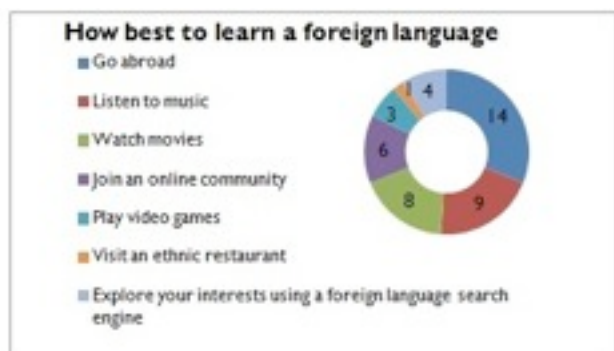 How best to learn a foreign language
Go abroad
Listen to music
Watch movies
Join an online community
Play video games
Visit an ethnic restaurant
Explore your interests using a foreign language search
engine
14
9
8
6
3
1
4